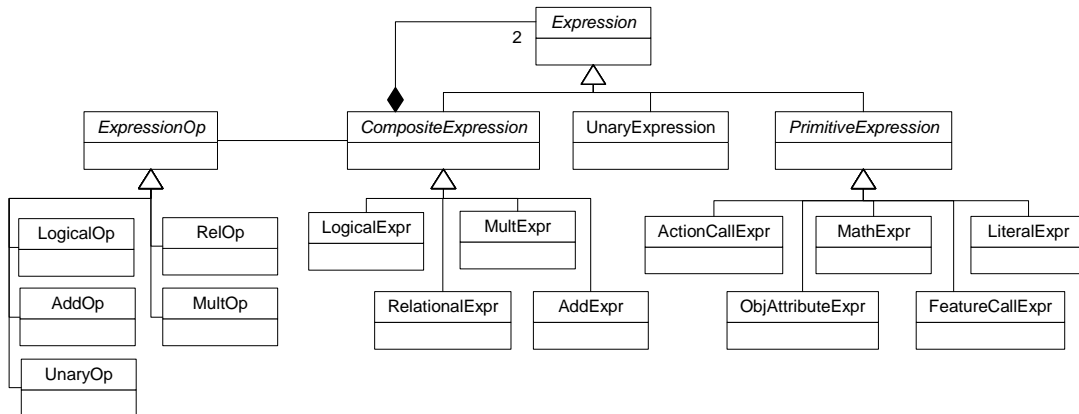 Expression
2
ExpressionOp
CompositeExpression
UnaryExpression
PrimitiveExpression
LogicalOp
RelOp
LogicalExpr
MultExpr
ActionCallExpr
MathExpr
LiteralExpr
AddOp
MultOp
RelationalExpr
AddExpr
ObjAttributeExpr
FeatureCallExpr
UnaryOp